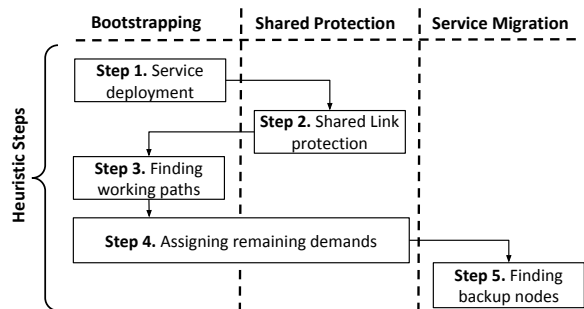 Bootstrapping Shared Protection Service Migration
Heuristic Steps
Step 1. Service
deployment
Step 2. Shared Link
protection
Step 3. Finding
working paths
Step 4. Assigning remaining demands
Step 5. Finding
backup nodes